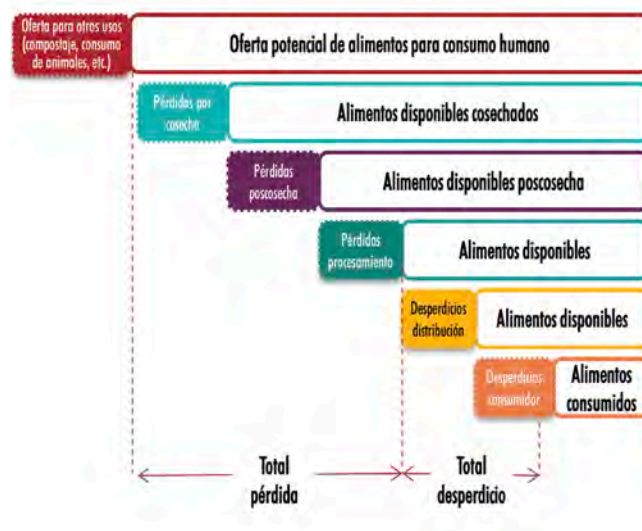 Oferta para otros usos
(compostaje, consumo
de animales, etc.)
Oferta potencial de alimentos para consumo humano
Pérdidas por
cosecha
Alimentos disponibles cosechados
Pérdidas
poscosecha
Alimentos disponibles poscosecha
Pérdidas
procesamiento
Alimentos disponibles
Desperdicios
distribución
Alimentos disponibles
Desperdicios
consumidor
Alimentos
consumidos
Total
pérdida
Total
desperdicio